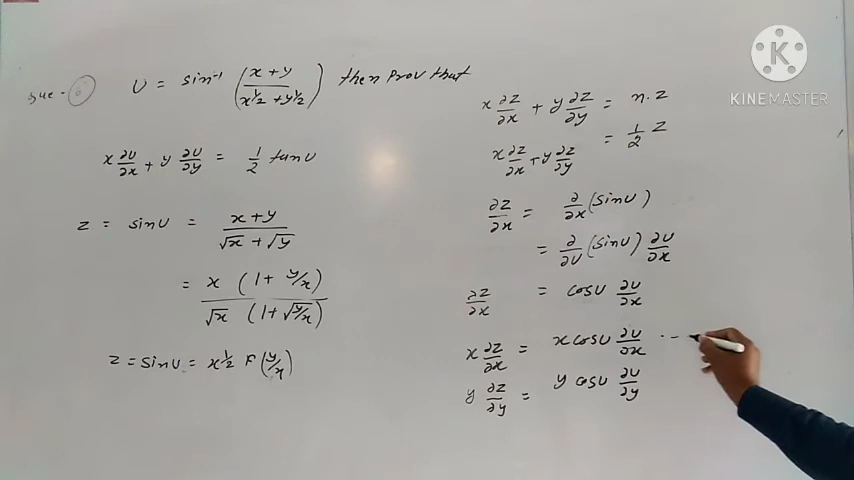 Que - 6 U = sin⁻¹ (x + y / x^1/2 + y^1/2) then Prov that
x ∂U/∂x + y ∂U/∂y = 1/2 tanU
z = sinU = x+y / √x + √y
= x (1 + y/x) / √x (1 + √y/x)
z = sinU = x^1/2 F(y/x)
x ∂z/∂x + y ∂z/∂y = n.z
x ∂z/∂x + y ∂z/∂y = 1/2 z
∂z/∂x = ∂/∂x (sinU)
= ∂/∂U (sinU) ∂U/∂x
∂z/∂x = cosU ∂U/∂x
x ∂z/∂x = x cosU ∂U/∂x --
y ∂z/∂y = y cosU ∂U/∂y
K
KINEMASTER